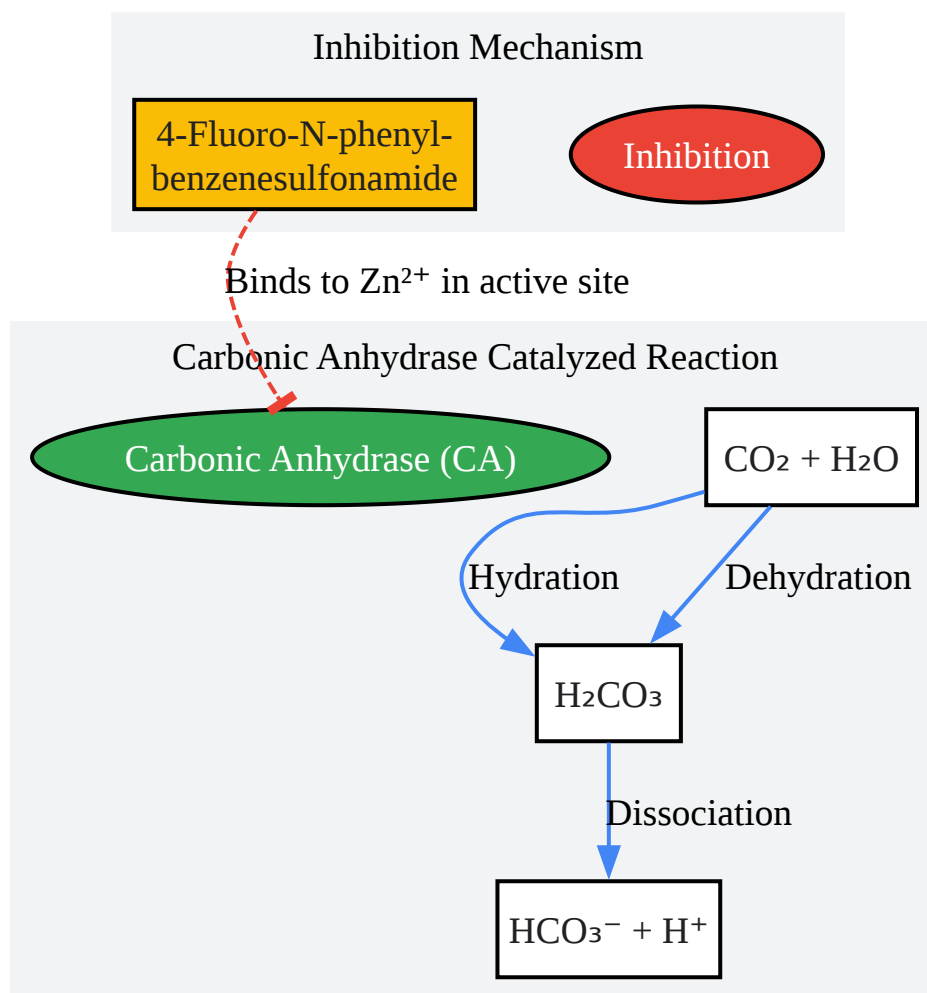 Inhibition Mechanism
4-Fluoro-N-phenyl-
benzenesulfonamide
Inhibition
Binds to Zn²⁺ in active site
Carbonic Anhydrase Catalyzed Reaction
Carbonic Anhydrase (CA)
CO₂ + H₂O
Hydration
Dehydration
H₂CO₃
Dissociation
HCO₃⁻ + H⁺